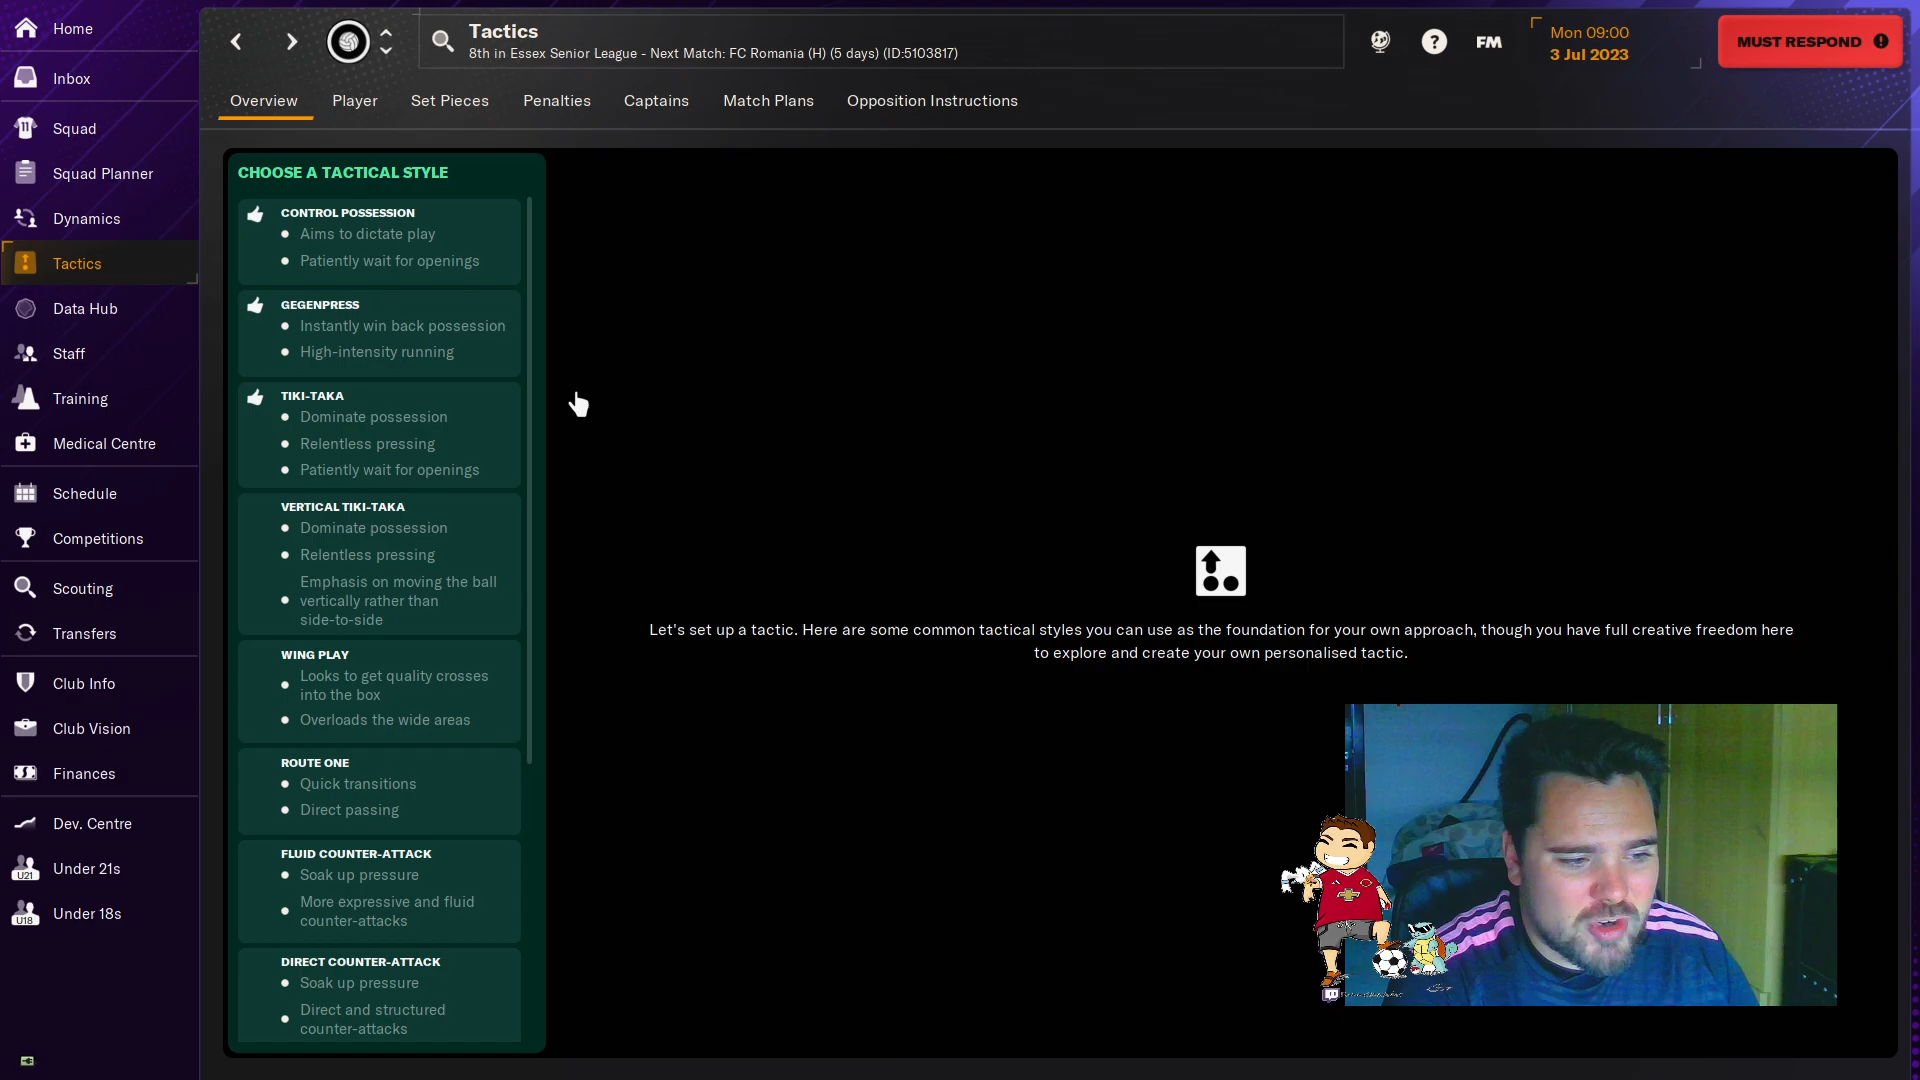 Home
Inbox
Squad
Squad Planner
Dynamics
Tactics
Data Hub
Staff
Training
Medical Centre
Schedule
Competitions
Scouting
Transfers
Club Info
Club Vision
Finances
Dev. Centre
U21 Under 21s
U18 Under 18s
Tactics
8th in Essex Senior League - Next Match: FC Romania (H) (5 days) (ID:5103817)
?
FM
Mon 09:00
3 Jul 2023
MUST RESPOND
Overview Player Set Pieces Penalties Captains Match Plans Opposition Instructions
CHOOSE A TACTICAL STYLE
CONTROL POSSESSION
Aims to dictate play
Patiently wait for openings
GEGENPRESS
Instantly win back possession
High-intensity running
TIKI-TAKA
Dominate possession
Relentless pressing
Patiently wait for openings
VERTICAL TIKI-TAKA
Dominate possession
Relentless pressing
Emphasis on moving the ball
vertically rather than
side-to-side
WING PLAY
Looks to get quality crosses
into the box
Overloads the wide areas
ROUTE ONE
Quick transitions
Direct passing
FLUID COUNTER-ATTACK
Soak up pressure
More expressive and fluid
counter-attacks
DIRECT COUNTER-ATTACK
Soak up pressure
Direct and structured
counter-attacks
Let's set up a tactic. Here are some common tactical styles you can use as the foundation for your own approach, though you have full creative freedom here
to explore and create your own personalised tactic.